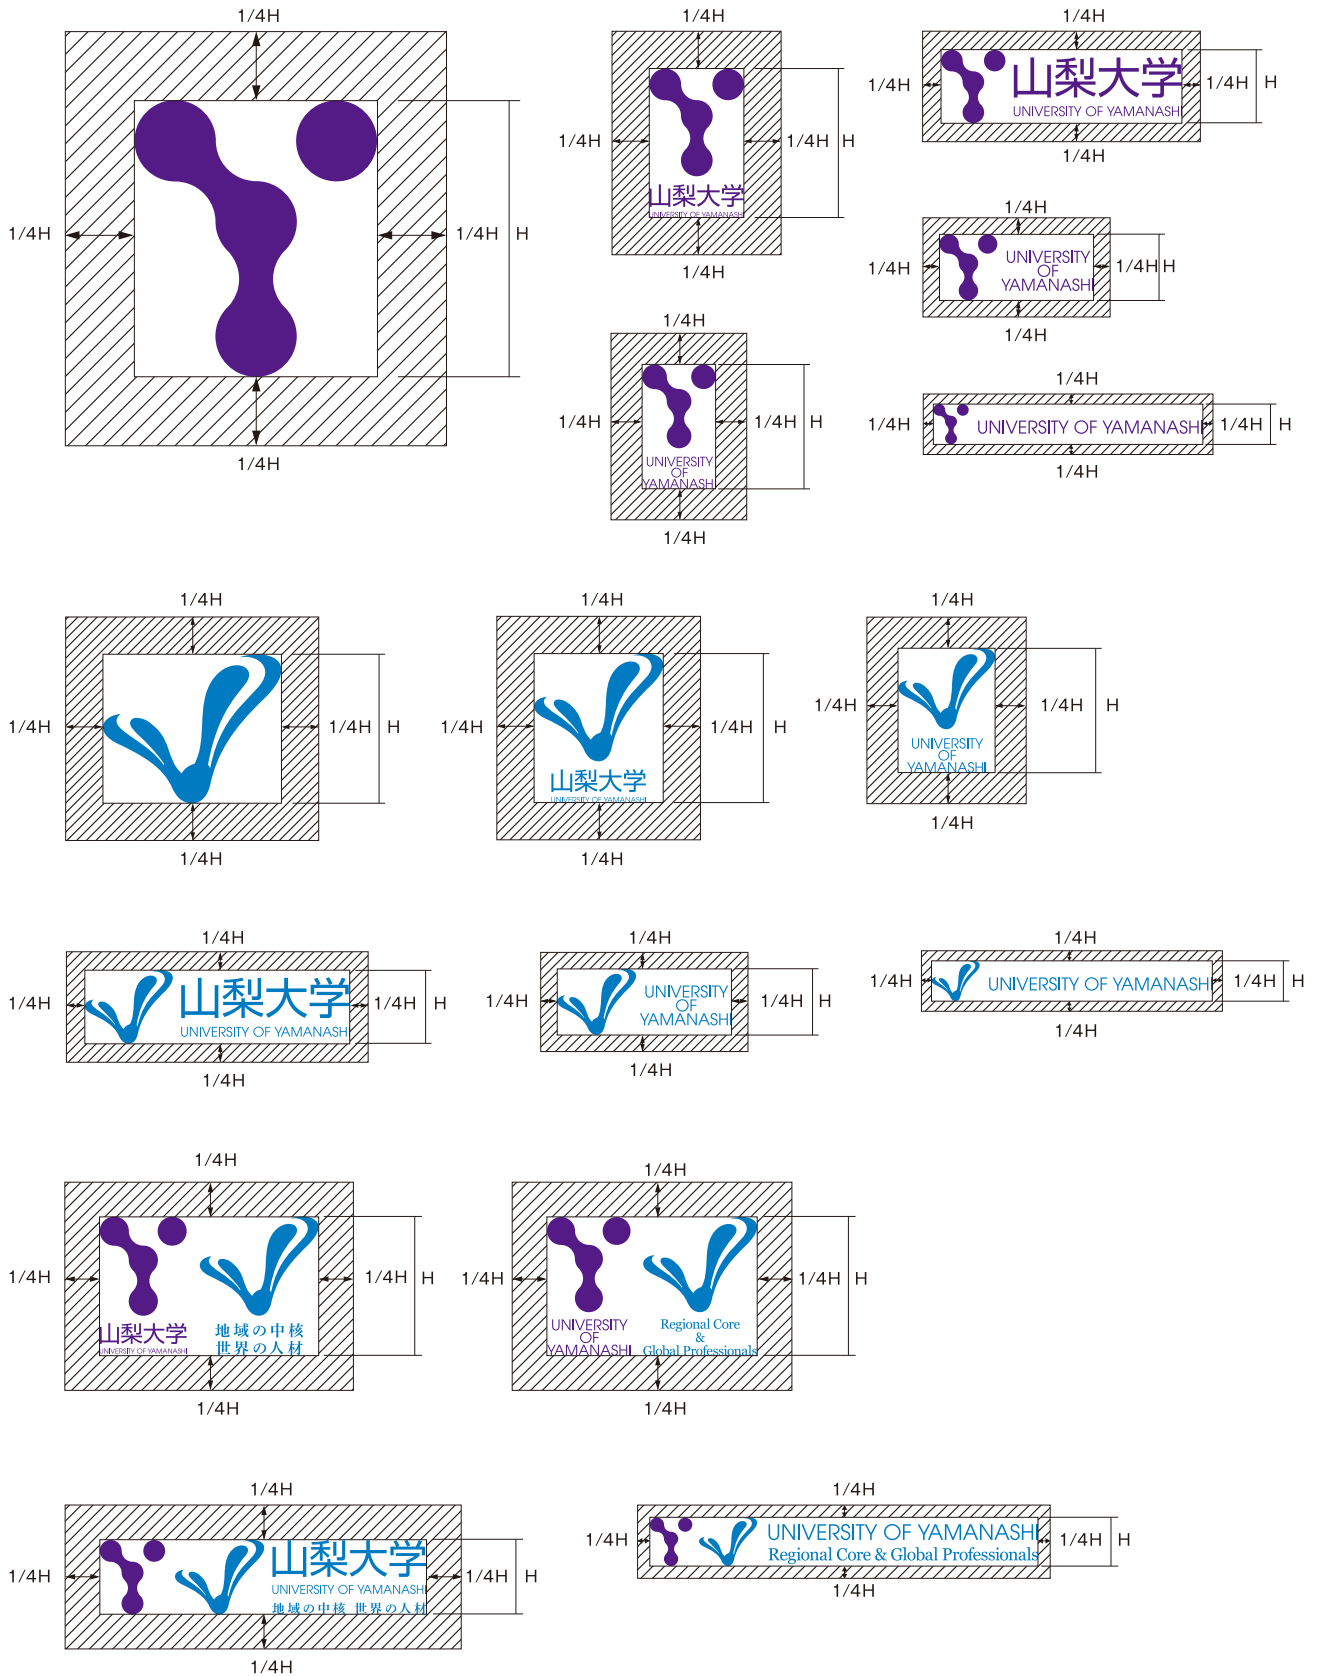 1/4H
1/4H
1/4H
H
1/4H
1/4H
1/4H
山梨大学
UNIVERSITY OF YAMANASHI
1/4H
H
1/4H
1/4H
1/4H
山梨大学
UNIVERSITY OF YAMANASHI
1/4H
H
1/4H
1/4H
1/4H
UNIVERSITY
OF
YAMANASHI
1/4H
H
1/4H
1/4H
1/4H
UNIVERSITY
OF
YAMANASHI
1/4H
H
1/4H
1/4H
1/4H
UNIVERSITY OF YAMANASHI
1/4H
H
1/4H
1/4H
1/4H
1/4H
H
1/4H
1/4H
1/4H
山梨大学
UNIVERSITY OF YAMANASHI
1/4H
H
1/4H
1/4H
1/4H
UNIVERSITY
OF
YAMANASHI
1/4H
H
1/4H
1/4H
1/4H
山梨大学
UNIVERSITY OF YAMANASHI
1/4H
H
1/4H
1/4H
1/4H
UNIVERSITY
OF
YAMANASHI
1/4H
H
1/4H
1/4H
1/4H
UNIVERSITY OF YAMANASHI
1/4H
H
1/4H
1/4H
1/4H
山梨大学
UNIVERSITY OF YAMANASHI
地域の中核
世界の人材
1/4H
H
1/4H
1/4H
1/4H
UNIVERSITY
OF
YAMANASHI
Regional Core
&
Global Professionals
1/4H
H
1/4H
1/4H
1/4H
山梨大学
UNIVERSITY OF YAMANASHI
地域の中核 世界の人材
1/4H
H
1/4H
1/4H
1/4H
UNIVERSITY OF YAMANASHI
Regional Core & Global Professionals
1/4H
H
1/4H